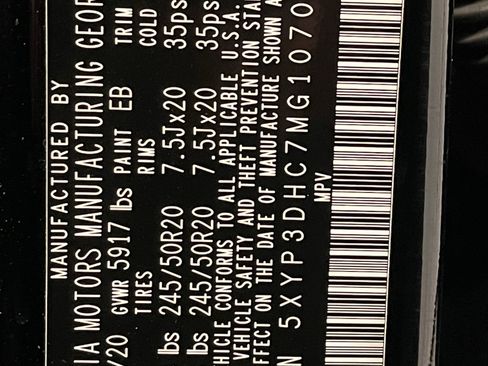 MANUFACTURED BY
IA MOTORS MANUFACTURING GEOR
/20 GVWR 5917 lbs PAINT EB TRIM
TIRES RIMS COLD
lbs 245/50R20 7.5Jx20 35ps
lbs 245/50R20 7.5Jx20 35ps
HICLE CONFORMS TO ALL APPLICABLE U.S.A.
VEHICLE SAFETY AND THEFT PREVENTION STA
FFECT ON THE DATE OF MANUFACTURE SHOWN A
N 5XYP3DHC7MG1070
MPV